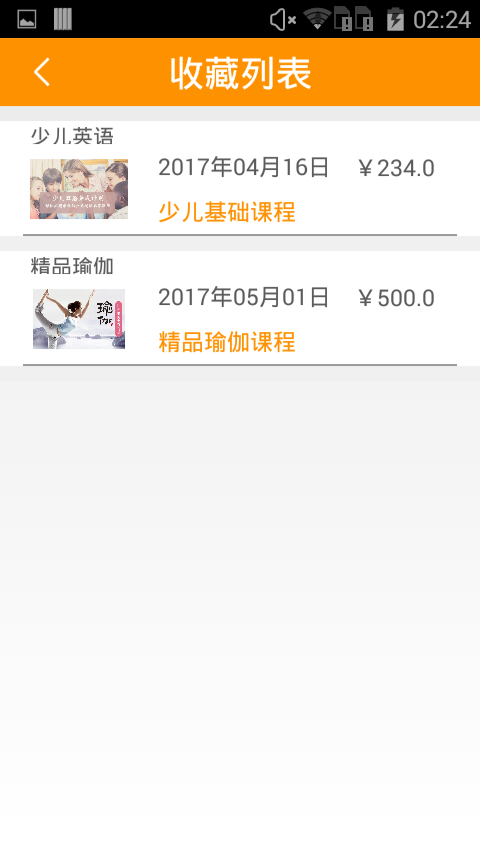 02:24
收藏列表
少儿英语
2017年04月16日 ￥234.0
少儿基础课程
精品瑜伽
2017年05月01日 ￥500.0
瑜伽
精品瑜伽课程